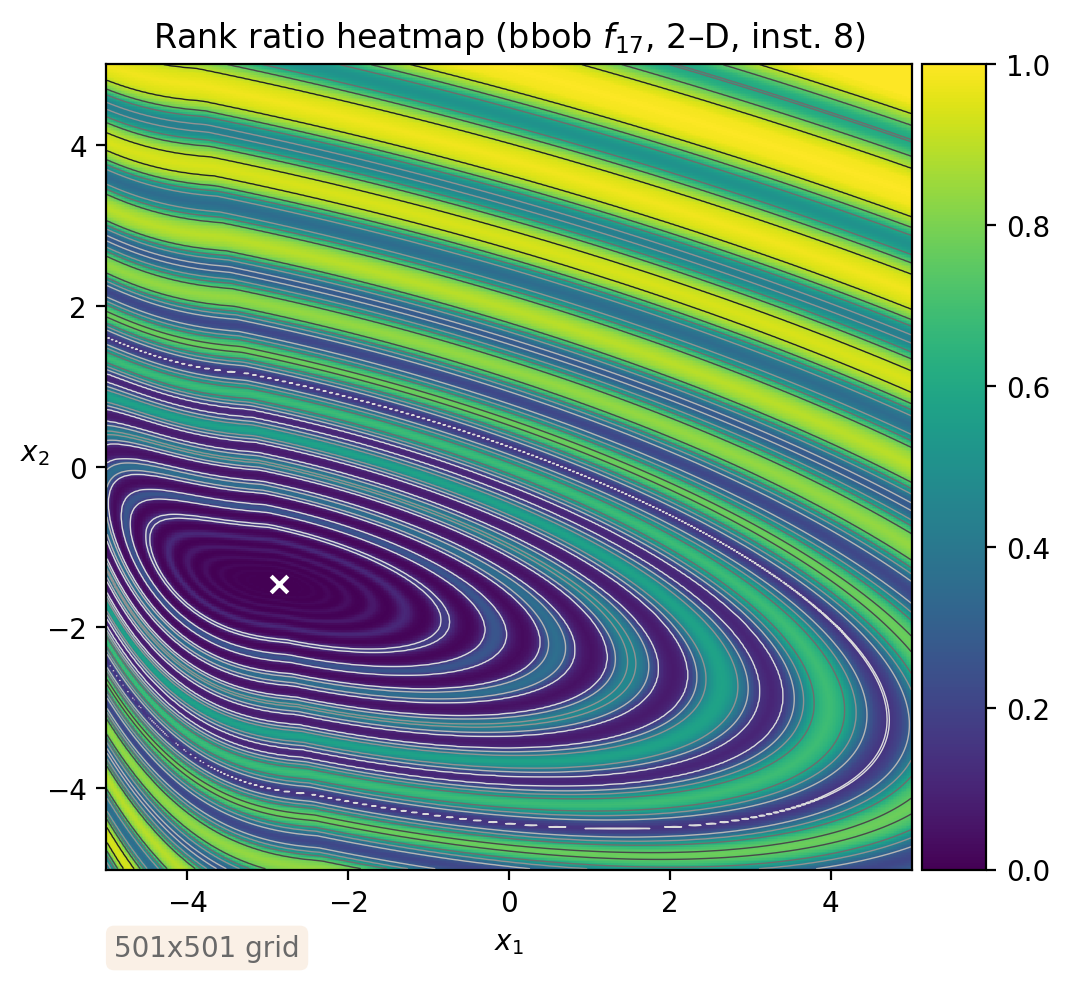 Rank ratio heatmap (bbob f₁₇, 2–D, inst. 8)
1.0
0.8
0.6
0.4
0.2
0.0
4
2
0
−2
−4
x₂
−4 −2 0 2 4
x₁
501x501 grid